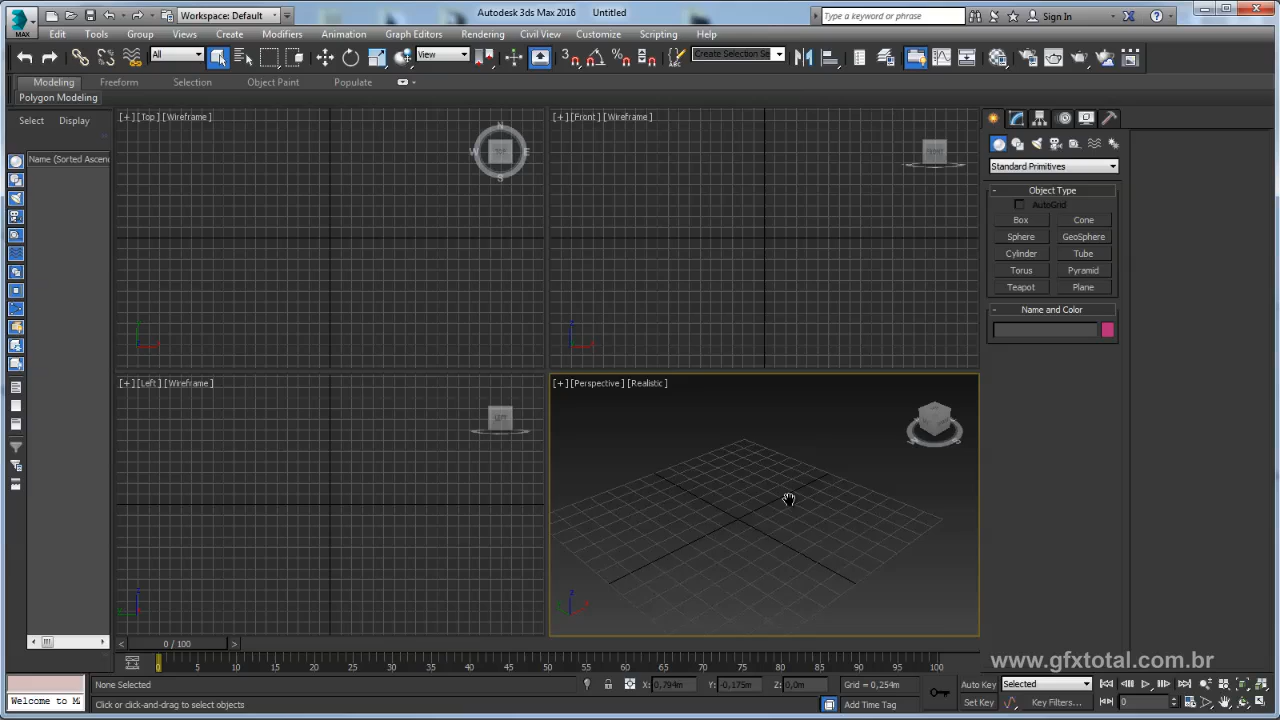 Workspace: Default
Autodesk 3ds Max 2016 Untitled
Type a keyword or phrase
Sign In
MAX
Edit Tools Group Views Create Modifiers Animation Graph Editors Rendering Civil View Customize Scripting Help
All
View
3
%
ABC
Create Selection Se
Modeling Freeform Selection Object Paint Populate
Polygon Modeling
Select Display
Name (Sorted Ascen
[+] [Top] [Wireframe]
N
W E
S
[+] [Front] [Wireframe]
FRONT
[+] [Left] [Wireframe]
LEFT
[+] [Perspective] [Realistic]
Standard Primitives
Object Type
AutoGrid
Box Cone
Sphere GeoSphere
Cylinder Tube
Torus Pyramid
Teapot Plane
Name and Color
< 0 / 100 >
0 5 10 15 20 25 30 35 40 45 50 55 60 65 70 75 80 85 90 95 100
www.gfxtotal.com.br
None Selected
X: 0,794m Y: -0,175m Z: 0,0m Grid = 0,254m
Auto Key Selected
Welcome to M
Click or click-and-drag to select objects
Add Time Tag
Set Key Key Filters...
0